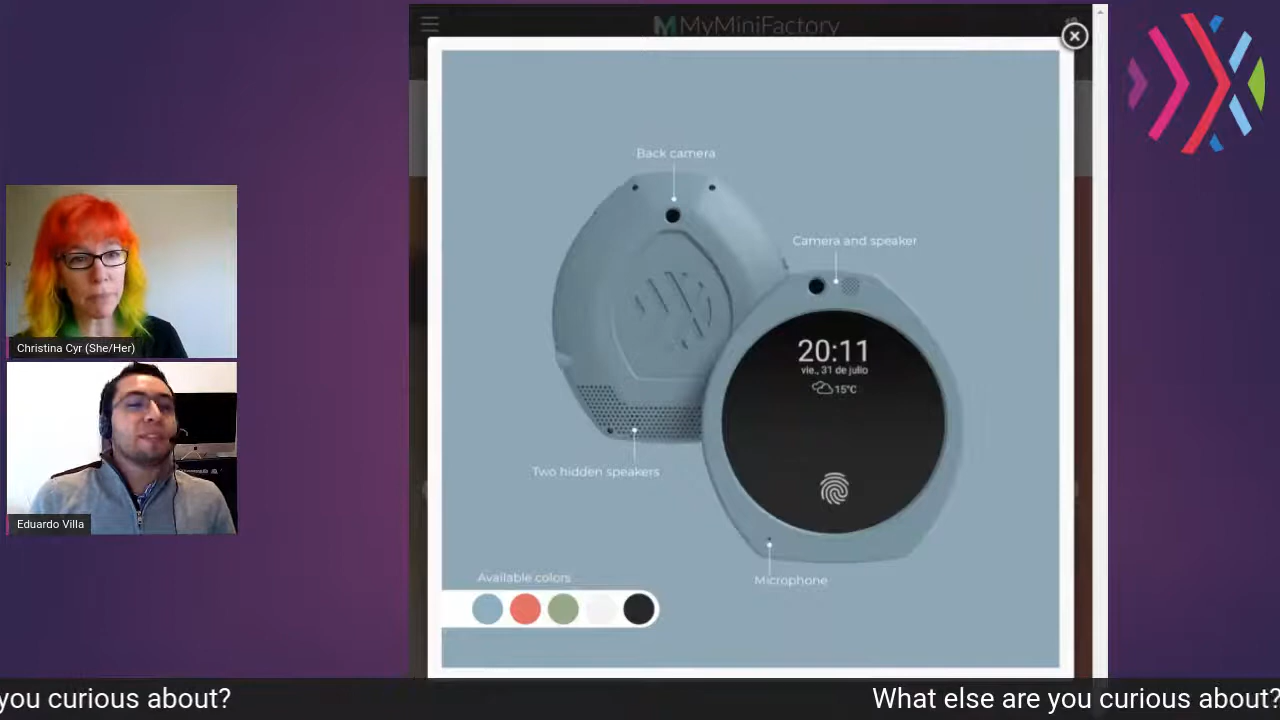 MyMiniFactory
Back camera
Camera and speaker
20:11
vie., 31 de julio
15°C
Two hidden speakers
Microphone
Available colors
Christina Cyr (She/Her)
Eduardo Villa
you curious about?
What else are you curious about?